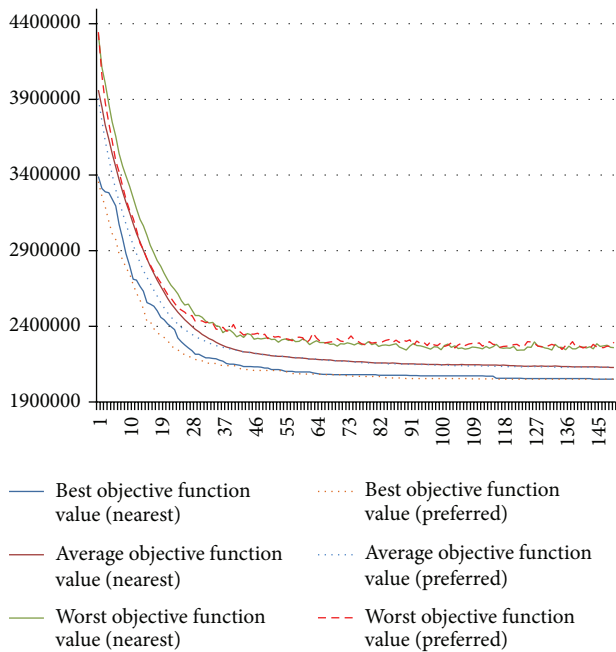 4400000
3900000
3400000
2900000
2400000
1900000
1
10
19
28
37
46
55
64
73
82
91
100
109
118
127
136
145
Best objective function
value (nearest)
Best objective function
value (preferred)
Average objective function
value (nearest)
Average objective function
value (preferred)
Worst objective function
value (nearest)
Worst objective function
value (preferred)